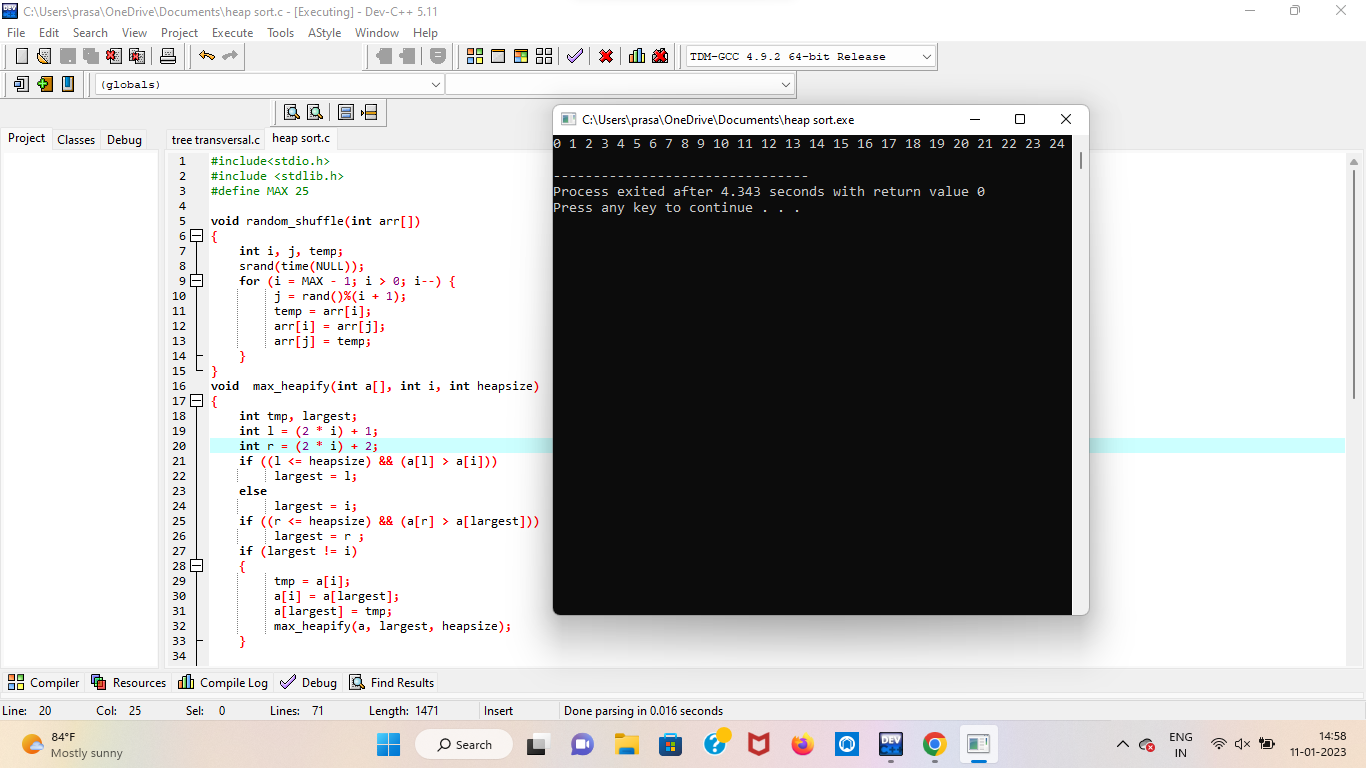 C:\Users\prasa\OneDrive\Documents\heap sort.c - [Executing] - Dev-C++ 5.11
File Edit Search View Project Execute Tools AStyle Window Help
TDM-GCC 4.9.2 64-bit Release
(globals)
Project Classes Debug
tree transversal.c heap sort.c
1 #include<stdio.h>
2 #include <stdlib.h>
3 #define MAX 25
4
5 void random_shuffle(int arr[])
6 {
7 int i, j, temp;
8 srand(time(NULL));
9 for (i = MAX - 1; i > 0; i--) {
10 j = rand()%(i + 1);
11 temp = arr[i];
12 arr[i] = arr[j];
13 arr[j] = temp;
14 }
15 }
16 void  max_heapify(int a[], int i, int heapsize)
17 {
18 int tmp, largest;
19 int l = (2 * i) + 1;
20 int r = (2 * i) + 2;
21 if ((l <= heapsize) && (a[l] > a[i]))
22 largest = l;
23 else
24 largest = i;
25 if ((r <= heapsize) && (a[r] > a[largest]))
26 largest = r ;
27 if (largest != i)
28 {
29 tmp = a[i];
30 a[i] = a[largest];
31 a[largest] = tmp;
32 max_heapify(a, largest, heapsize);
33 }
34
C:\Users\prasa\OneDrive\Documents\heap sort.exe
0 1 2 3 4 5 6 7 8 9 10 11 12 13 14 15 16 17 18 19 20 21 22 23 24
--------------------------------
Process exited after 4.343 seconds with return value 0
Press any key to continue . . .
Compiler Resources Compile Log Debug Find Results
Line: 20 Col: 25 Sel: 0 Lines: 71 Length: 1471 Insert Done parsing in 0.016 seconds
84°F
Mostly sunny
Search
DEV
ENG
IN
14:58
11-01-2023